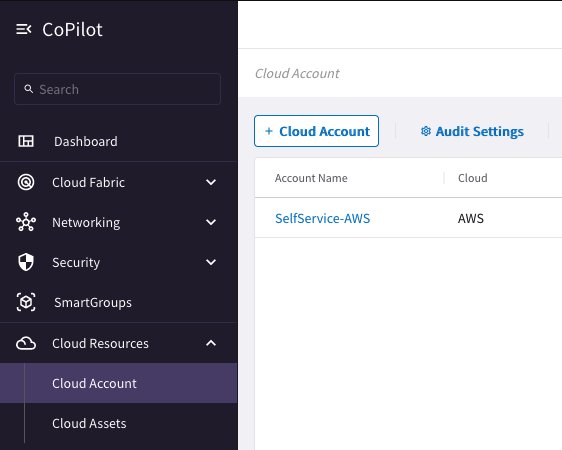 CoPilot
Search
Dashboard
Cloud Fabric
Networking
Security
SmartGroups
Cloud Resources
Cloud Account
Cloud Assets
Cloud Account
+ Cloud Account
Audit Settings
Account Name Cloud
SelfService-AWS AWS